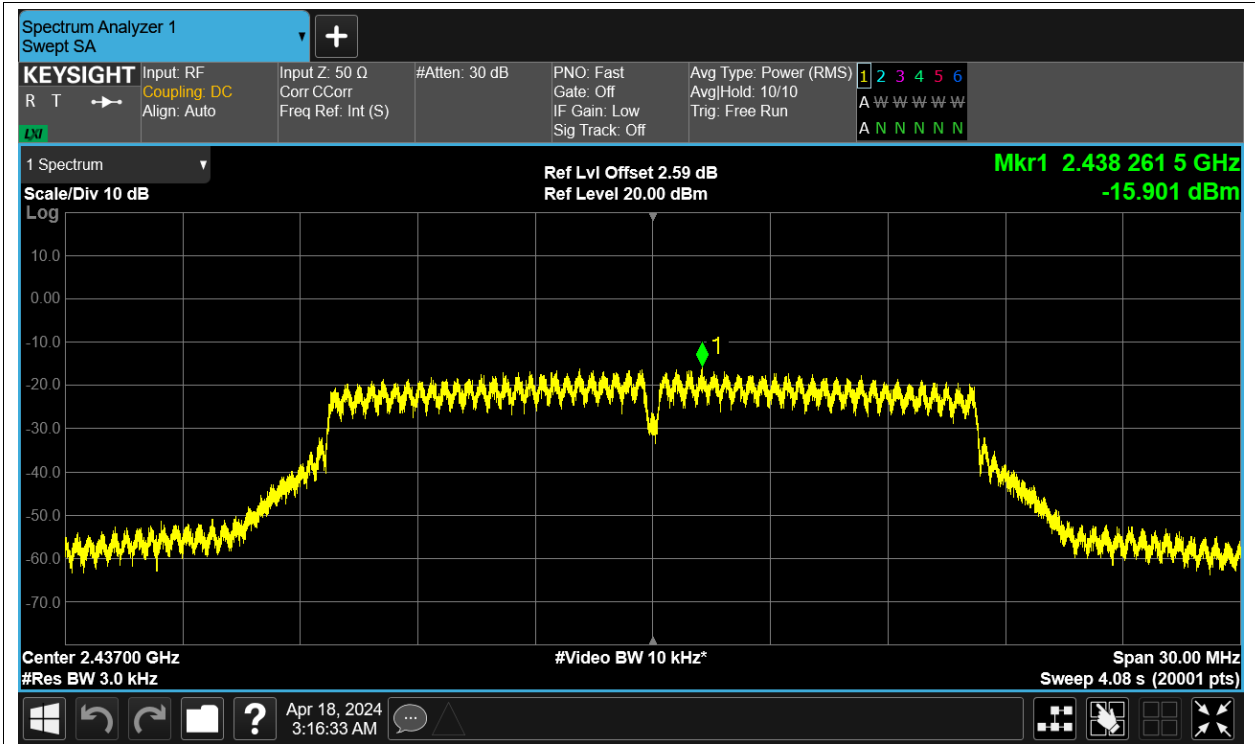 Spectrum Analyzer 1
Swept SA
KEYSIGHT
R T
LXI
Input: RF
Coupling: DC
Align: Auto
Input Z: 50 Ω
Corr CCorr
Freq Ref: Int (S)
#Atten: 30 dB
PNO: Fast
Gate: Off
IF Gain: Low
Sig Track: Off
Avg Type: Power (RMS)
Avg|Hold: 10/10
Trig: Free Run
1 2 3 4 5 6
A W W W W W
A N N N N N
1 Spectrum
Scale/Div 10 dB
Log
Ref Lvl Offset 2.59 dB
Ref Level 20.00 dBm
Mkr1 2.438 261 5 GHz
-15.901 dBm
10.0
0.00
-10.0
-20.0
-30.0
-40.0
-50.0
-60.0
-70.0
1
Center 2.43700 GHz
#Res BW 3.0 kHz
#Video BW 10 kHz*
Span 30.00 MHz
Sweep 4.08 s (20001 pts)
?
Apr 18, 2024
3:16:33 AM